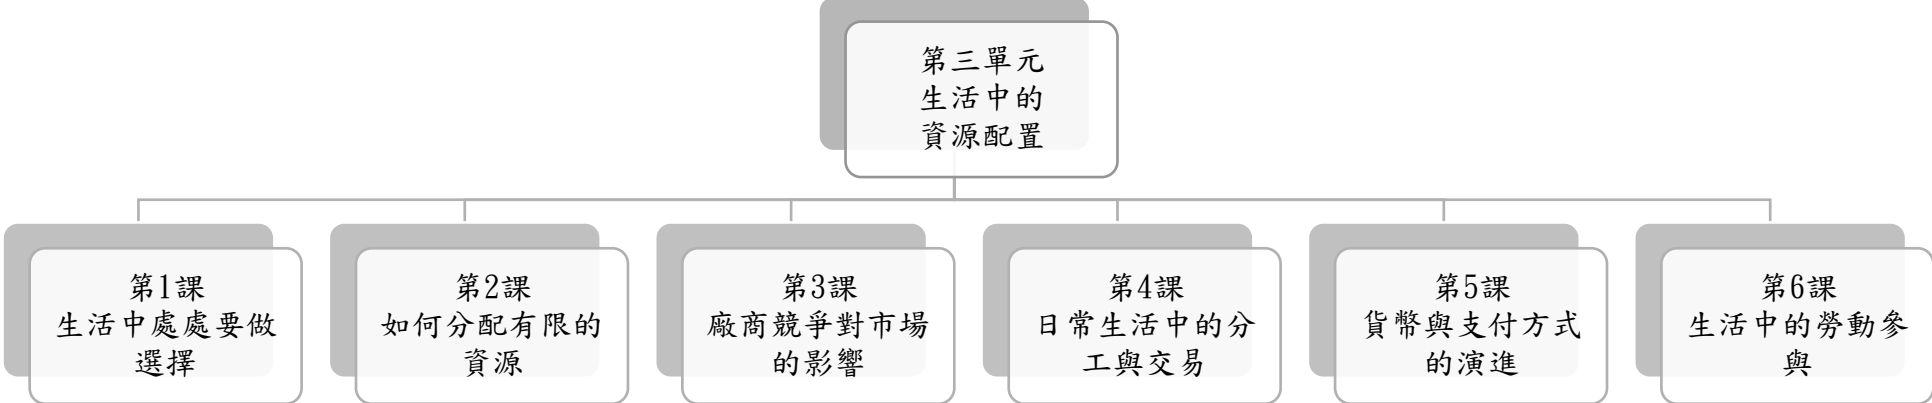 第三單元
生活中的
資源配置
第1課
生活中處處要做
選擇
第2課
如何分配有限的
資源
第3課
廠商競爭對市場
的影響
第4課
日常生活中的分
工與交易
第5課
貨幣與支付方式
的演進
第6課
生活中的勞動參
與